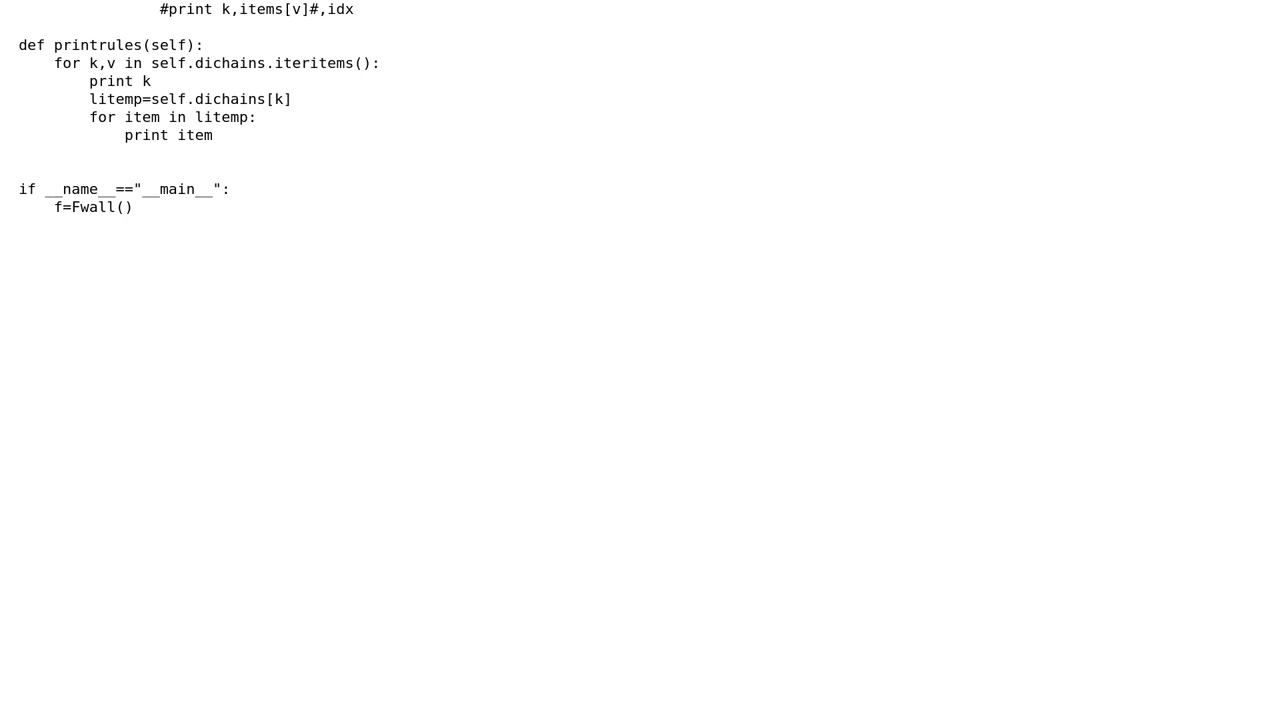 #print k,items[v]#,idx

def printrules(self):
    for k,v in self.dichains.iteritems():
        print k
        litemp=self.dichains[k]
        for item in litemp:
            print item


if __name__=="__main__":
    f=Fwall()